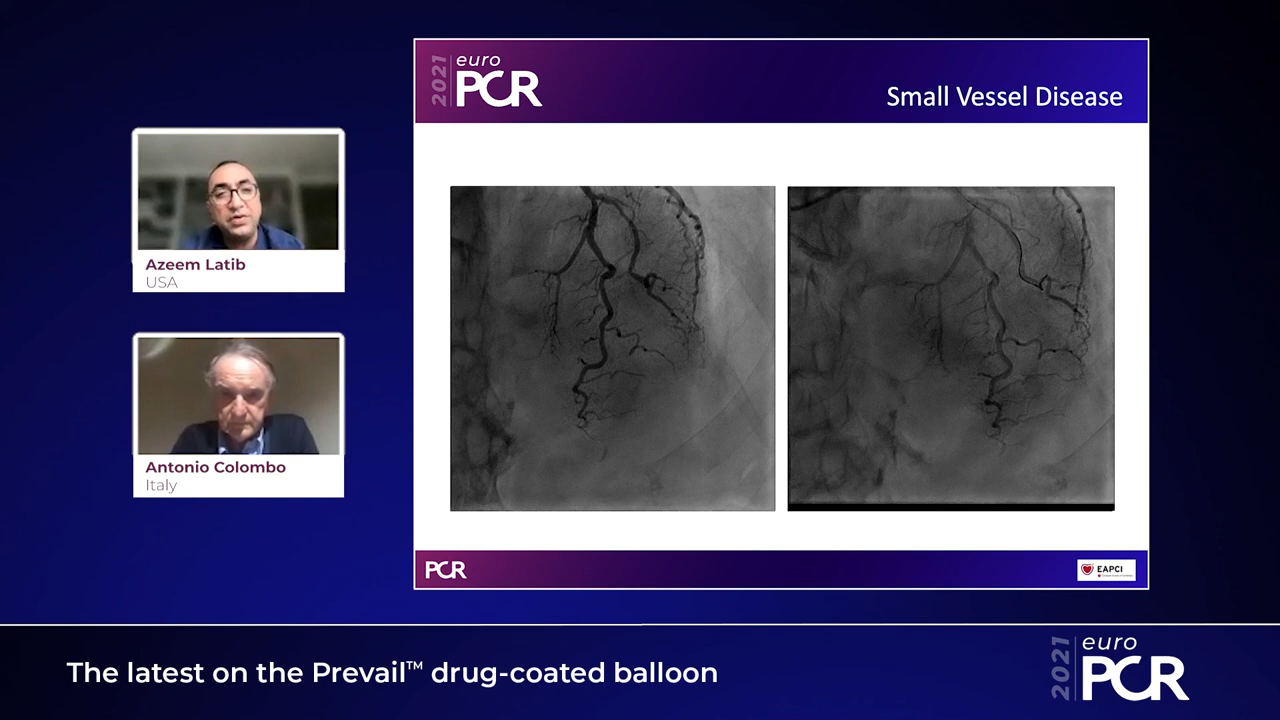 2021
euro
PCR
Small Vessel Disease
Azeem Latib
USA
Antonio Colombo
Italy
PCR
EAPCI
The latest on the Prevail™ drug-coated balloon
2021
euro
PCR